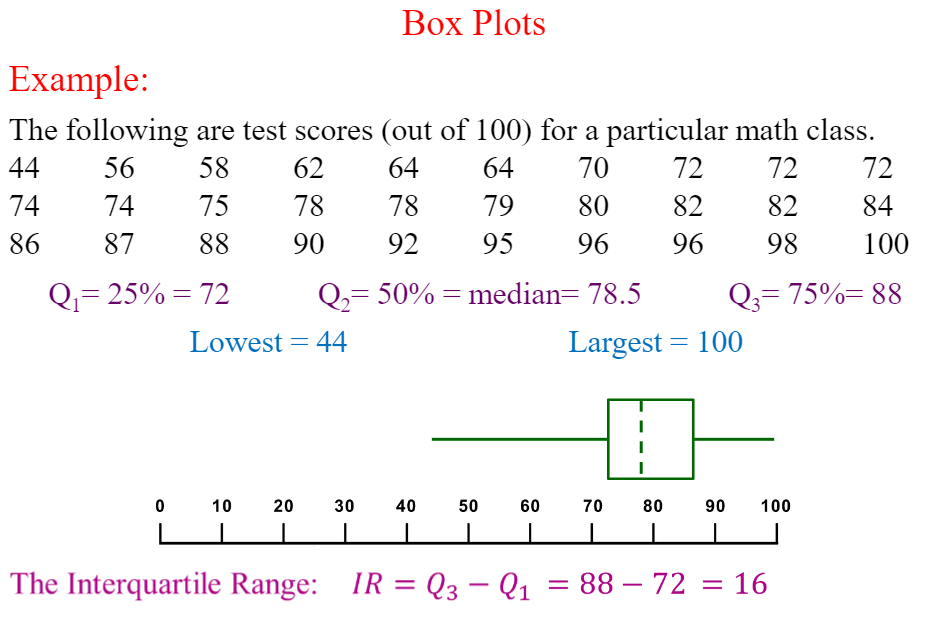 Box Plots
Example:
The following are test scores (out of 100) for a particular math class.
44 56 58 62 64 64 70 72 72 72
74 74 75 78 78 79 80 82 82 84
86 87 88 90 92 95 96 96 98 100
Q₁= 25% = 72 Q₂= 50% = median= 78.5 Q₃= 75%= 88
Lowest = 44 Largest = 100
0 10 20 30 40 50 60 70 80 90 100
The Interquartile Range: IR = Q₃ − Q₁ = 88 − 72 = 16